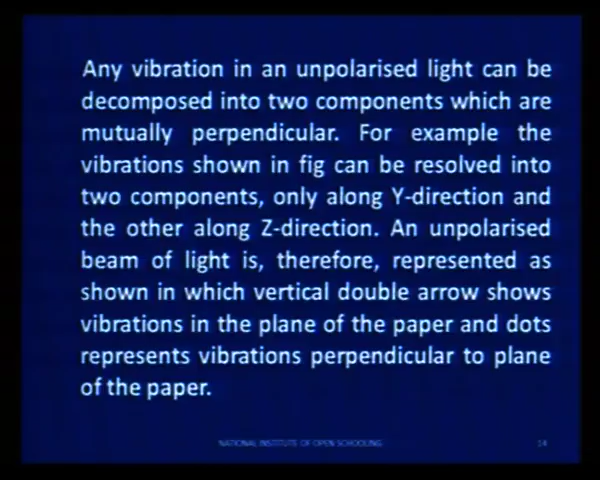 Any vibration in an unpolarised light can be
decomposed into two components which are
mutually perpendicular. For example the
vibrations shown in fig can be resolved into
two components, only along Y-direction and
the other along Z-direction. An unpolarised
beam of light is, therefore, represented as
shown in which vertical double arrow shows
vibrations in the plane of the paper and dots
represents vibrations perpendicular to plane
of the paper.
NATIONAL INSTITUTE OF OPEN SCHOOLING
14